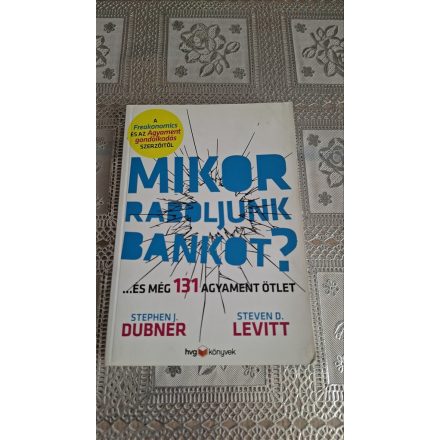 A
Freakonomics
ÉS AZ Agyament
gondolkodás
SZERZŐITŐL
MIKOR
RABOLJUNK
BANKOT?
...ÉS MÉG 131 AGYAMENT ÖTLET
STEPHEN J.
DUBNER
STEVEN D.
LEVITT
hvg könyvek